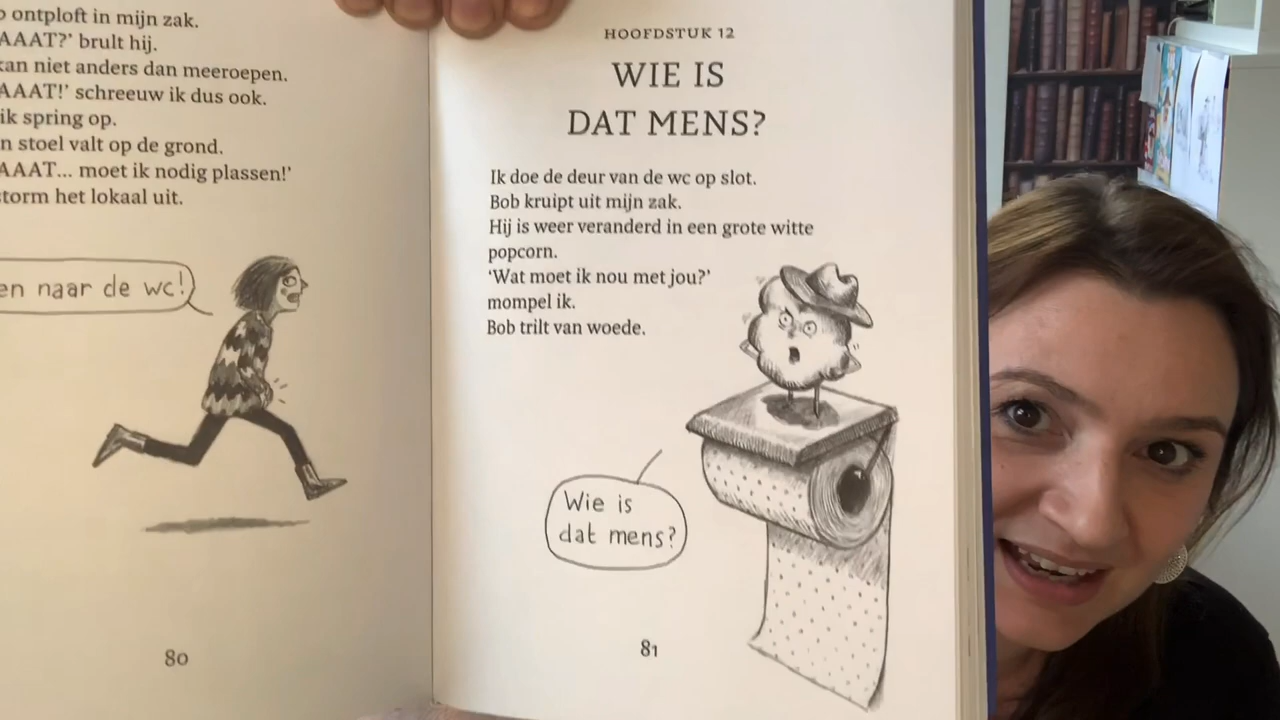 ontploft in mijn zak.
AAAT?’ brult hij.
kan niet anders dan meeroepen.
AAAT!’ schreeuw ik dus ook.
ik spring op.
stoel valt op de grond.
AAAT... moet ik nodig plassen!’
storm het lokaal uit.
en naar de wc!
80
HOOFDSTUK 12
WIE IS
DAT MENS?
Ik doe de deur van de wc op slot.
Bob kruipt uit mijn zak.
Hij is weer veranderd in een grote witte
popcorn.
‘Wat moet ik nou met jou?’
mompel ik.
Bob trilt van woede.
Wie is
dat mens?
81